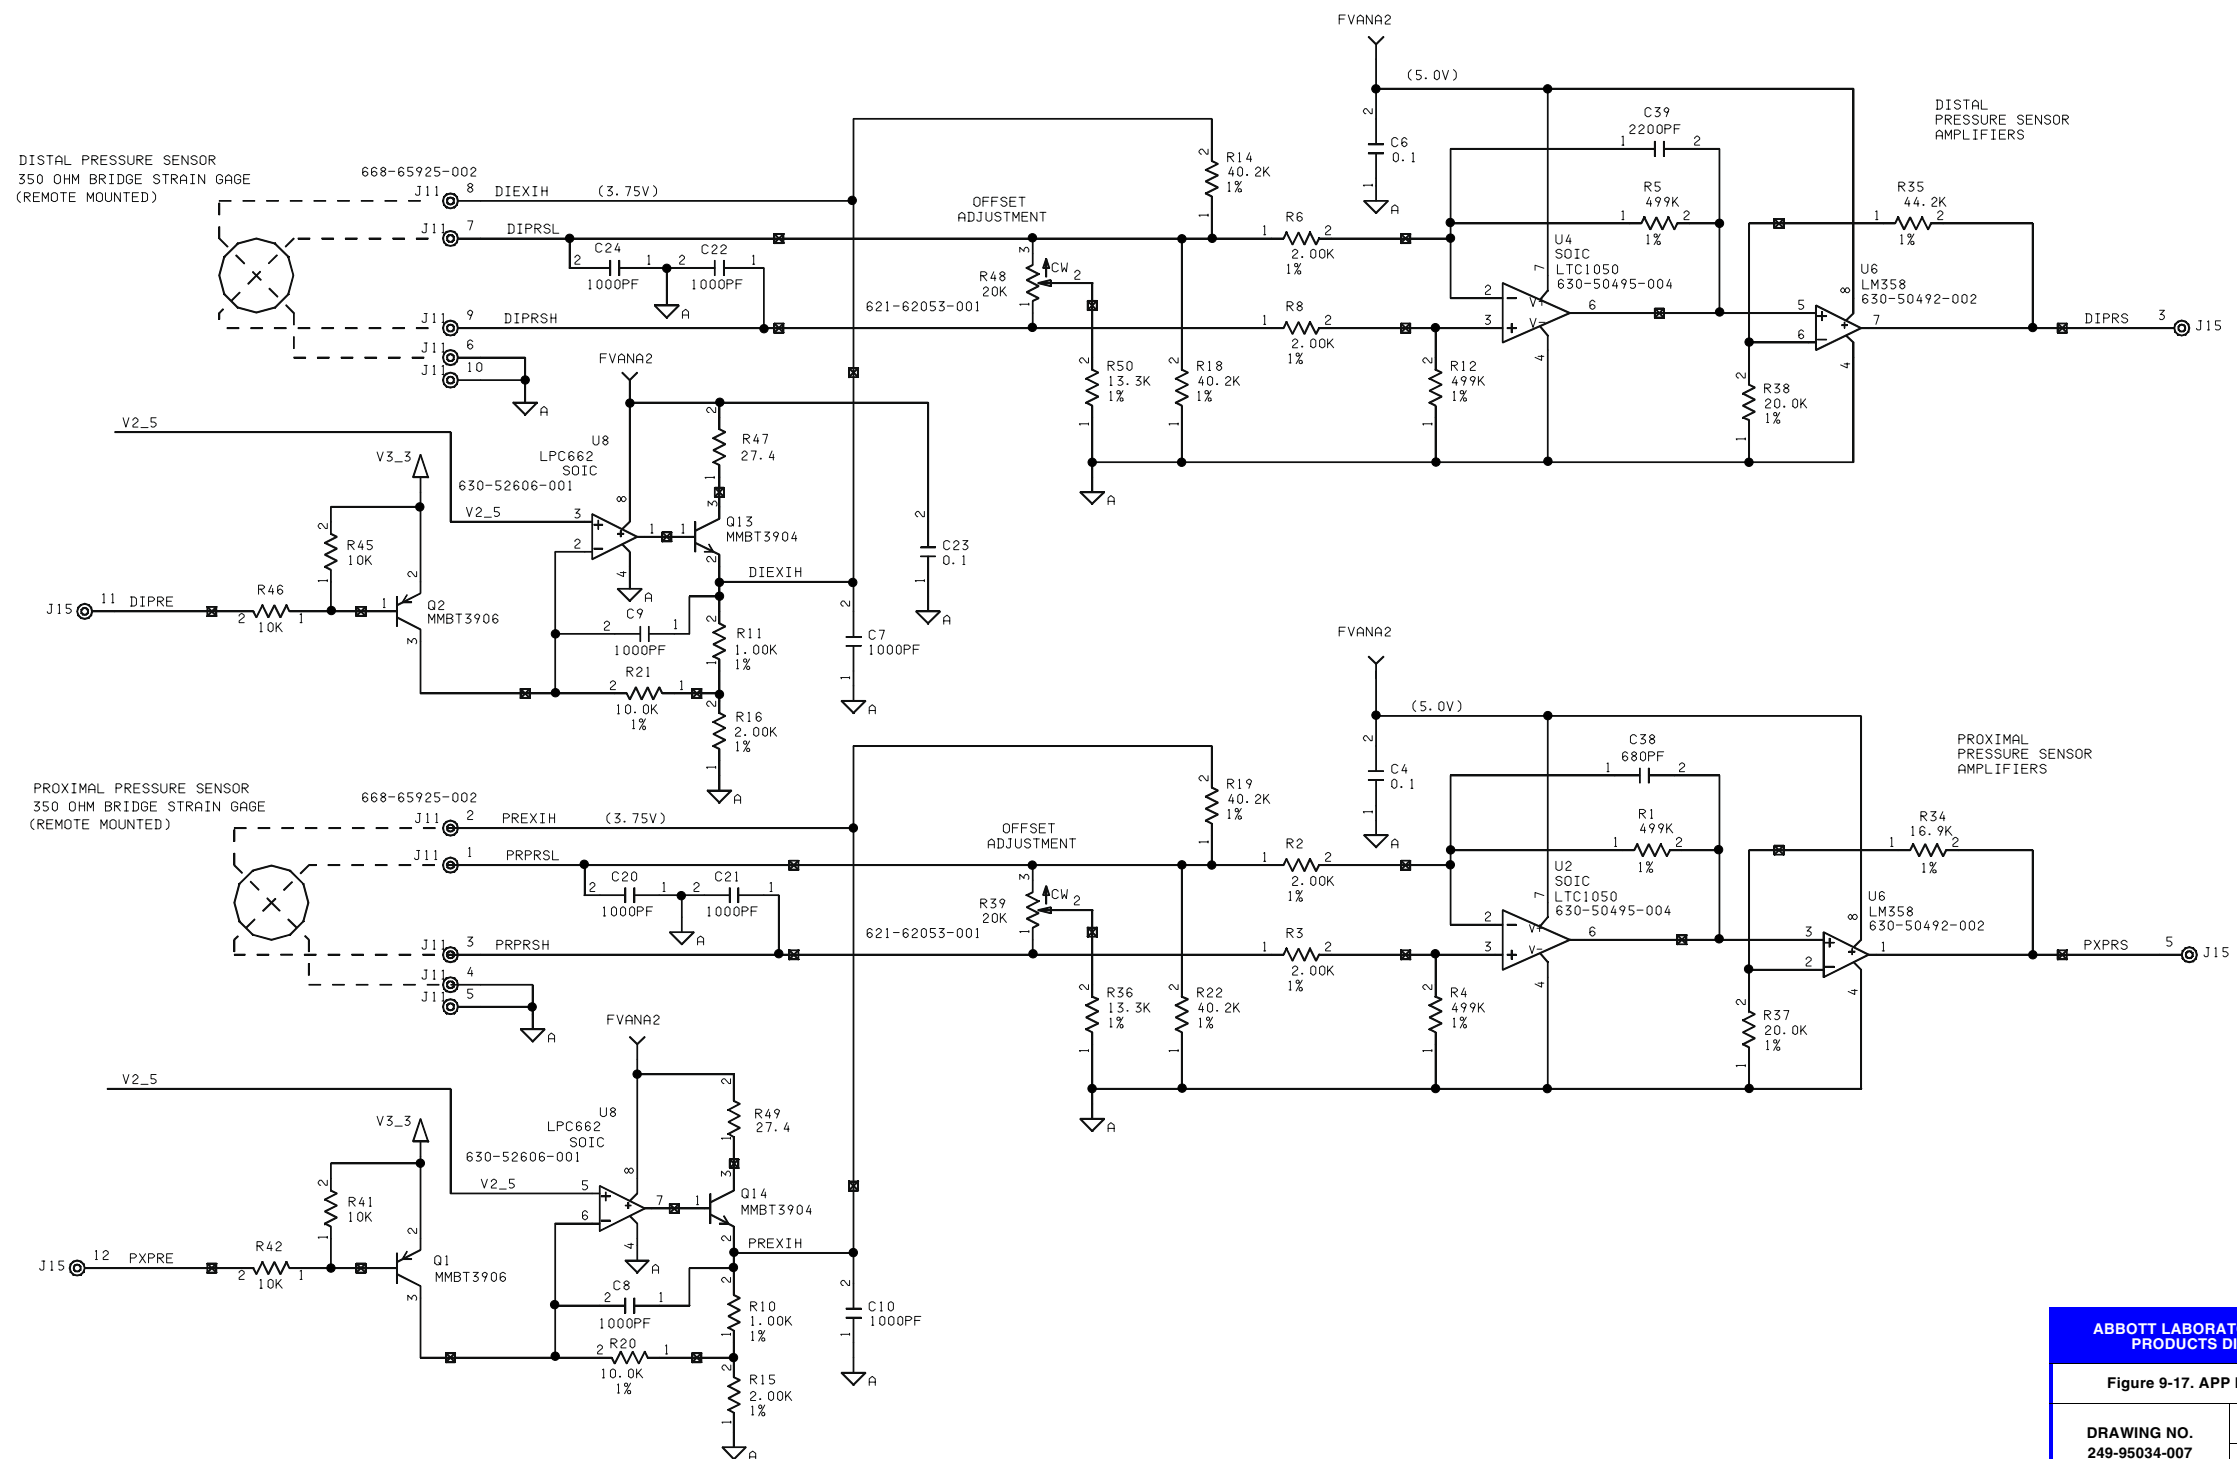 FVANA2
(5.0V)
C6
0.1
A
C39
2200PF
R5
499K
1%
DISTAL
PRESSURE SENSOR
AMPLIFIERS
R35
44.2K
1%
DISTAL PRESSURE SENSOR
350 OHM BRIDGE STRAIN GAGE
(REMOTE MOUNTED)
668-65925-002
J11 8 DIEXIH (3.75V)
J11 7 DIPRSL
C24
1000PF
C22
1000PF
A
J11 9 DIPRSH
J11 6
J11 10
A
OFFSET
ADJUSTMENT
R48
20K
CW
621-62053-001
R14
40.2K
1%
R6
2.00K
1%
R8
2.00K
1%
R50
13.3K
1%
R18
40.2K
1%
R12
499K
1%
A
U4
SOIC
LTC1050
630-50495-004
V+
V-
U6
LM358
630-50492-002
R38
20.0K
1%
DIPRS 3 J15
V2_5
V3_3
FVANA2
U8
LPC662
SOIC
630-52606-001
V2_5
R47
27.4
Q13
MMBT3904
C23
0.1
A
R45
10K
J15 11 DIPRE
R46
10K
Q2
MMBT3906
A
DIEXIH
C9
1000PF
R11
1.00K
1%
C7
1000PF
A
R21
10.0K
1%
R16
2.00K
1%
A
FVANA2
(5.0V)
C4
0.1
A
C38
680PF
R1
499K
1%
PROXIMAL
PRESSURE SENSOR
AMPLIFIERS
R34
16.9K
1%
PROXIMAL PRESSURE SENSOR
350 OHM BRIDGE STRAIN GAGE
(REMOTE MOUNTED)
668-65925-002
J11 2 PREXIH (3.75V)
J11 1 PRPRSL
C20
1000PF
C21
1000PF
A
J11 3 PRPRSH
J11 4
J11 5
A
OFFSET
ADJUSTMENT
R39
20K
CW
621-62053-001
R19
40.2K
1%
R2
2.00K
1%
R3
2.00K
1%
R36
13.3K
1%
R22
40.2K
1%
R4
499K
1%
A
U2
SOIC
LTC1050
630-50495-004
V+
V-
U6
LM358
630-50492-002
R37
20.0K
1%
PXPRS 5 J15
V2_5
V3_3
FVANA2
U8
LPC662
SOIC
630-52606-001
V2_5
R49
27.4
Q14
MMBT3904
R41
10K
J15 12 PXPRE
R42
10K
Q1
MMBT3906
A
PREXIH
C8
1000PF
R10
1.00K
1%
C10
1000PF
A
R20
10.0K
1%
R15
2.00K
1%
ABBOTT LABORAT
PRODUCTS DI
Figure 9-17. APP
DRAWING NO.
249-95034-007